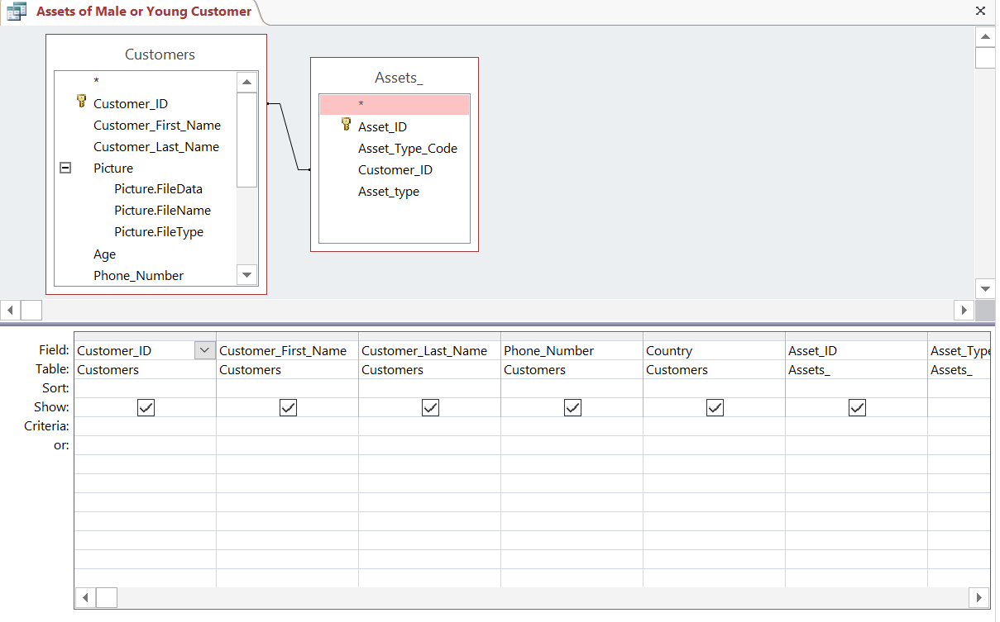 Assets of Male or Young Customer
Customers
*
Customer_ID
Customer_First_Name
Customer_Last_Name
Picture
Picture.FileData
Picture.FileName
Picture.FileType
Age
Phone_Number
Assets_
*
Asset_ID
Asset_Type_Code
Customer_ID
Asset_type
Field: Customer_ID Customer_First_Name Customer_Last_Name Phone_Number Country Asset_ID Asset_Type
Table: Customers Customers Customers Customers Customers Assets_ Assets_
Sort:
Show:
Criteria:
or: